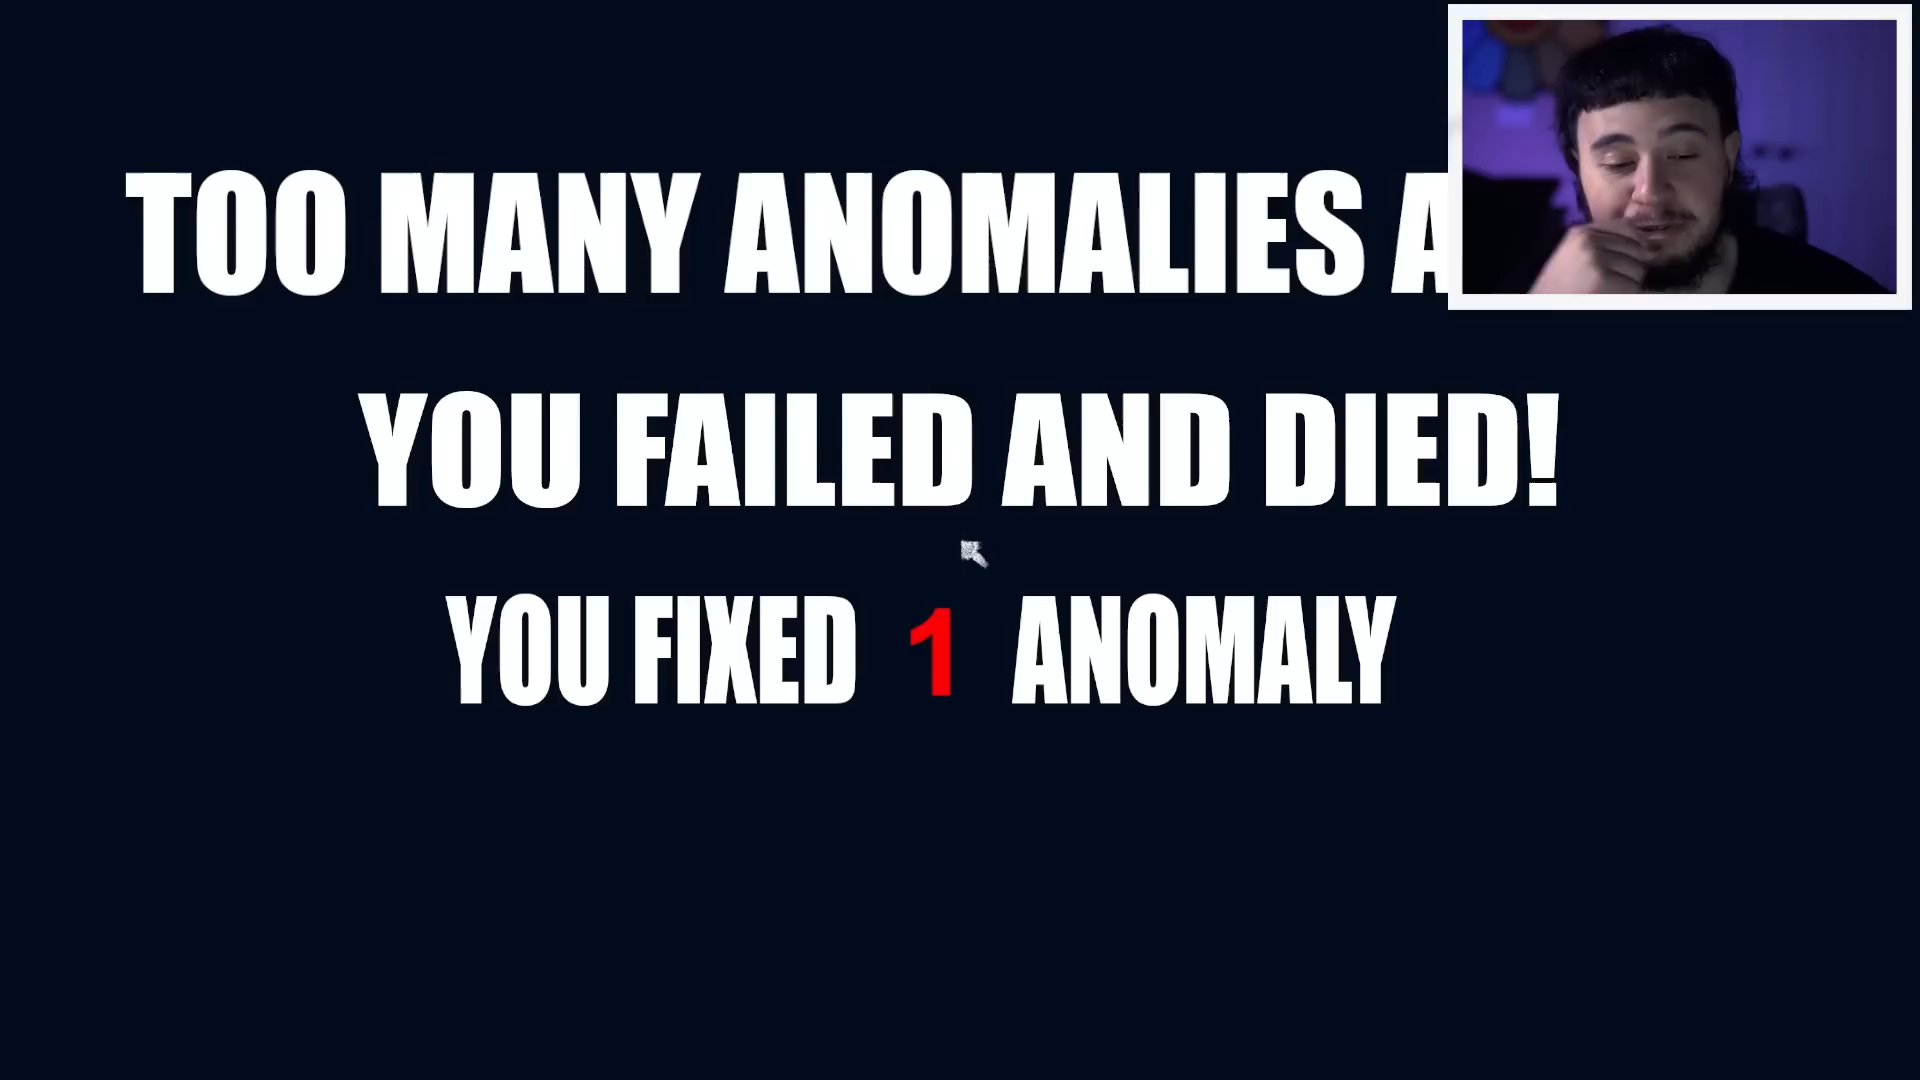 TOO MANY ANOMALIES
YOU FAILED AND DIED!
YOU FIXED 1 ANOMALY